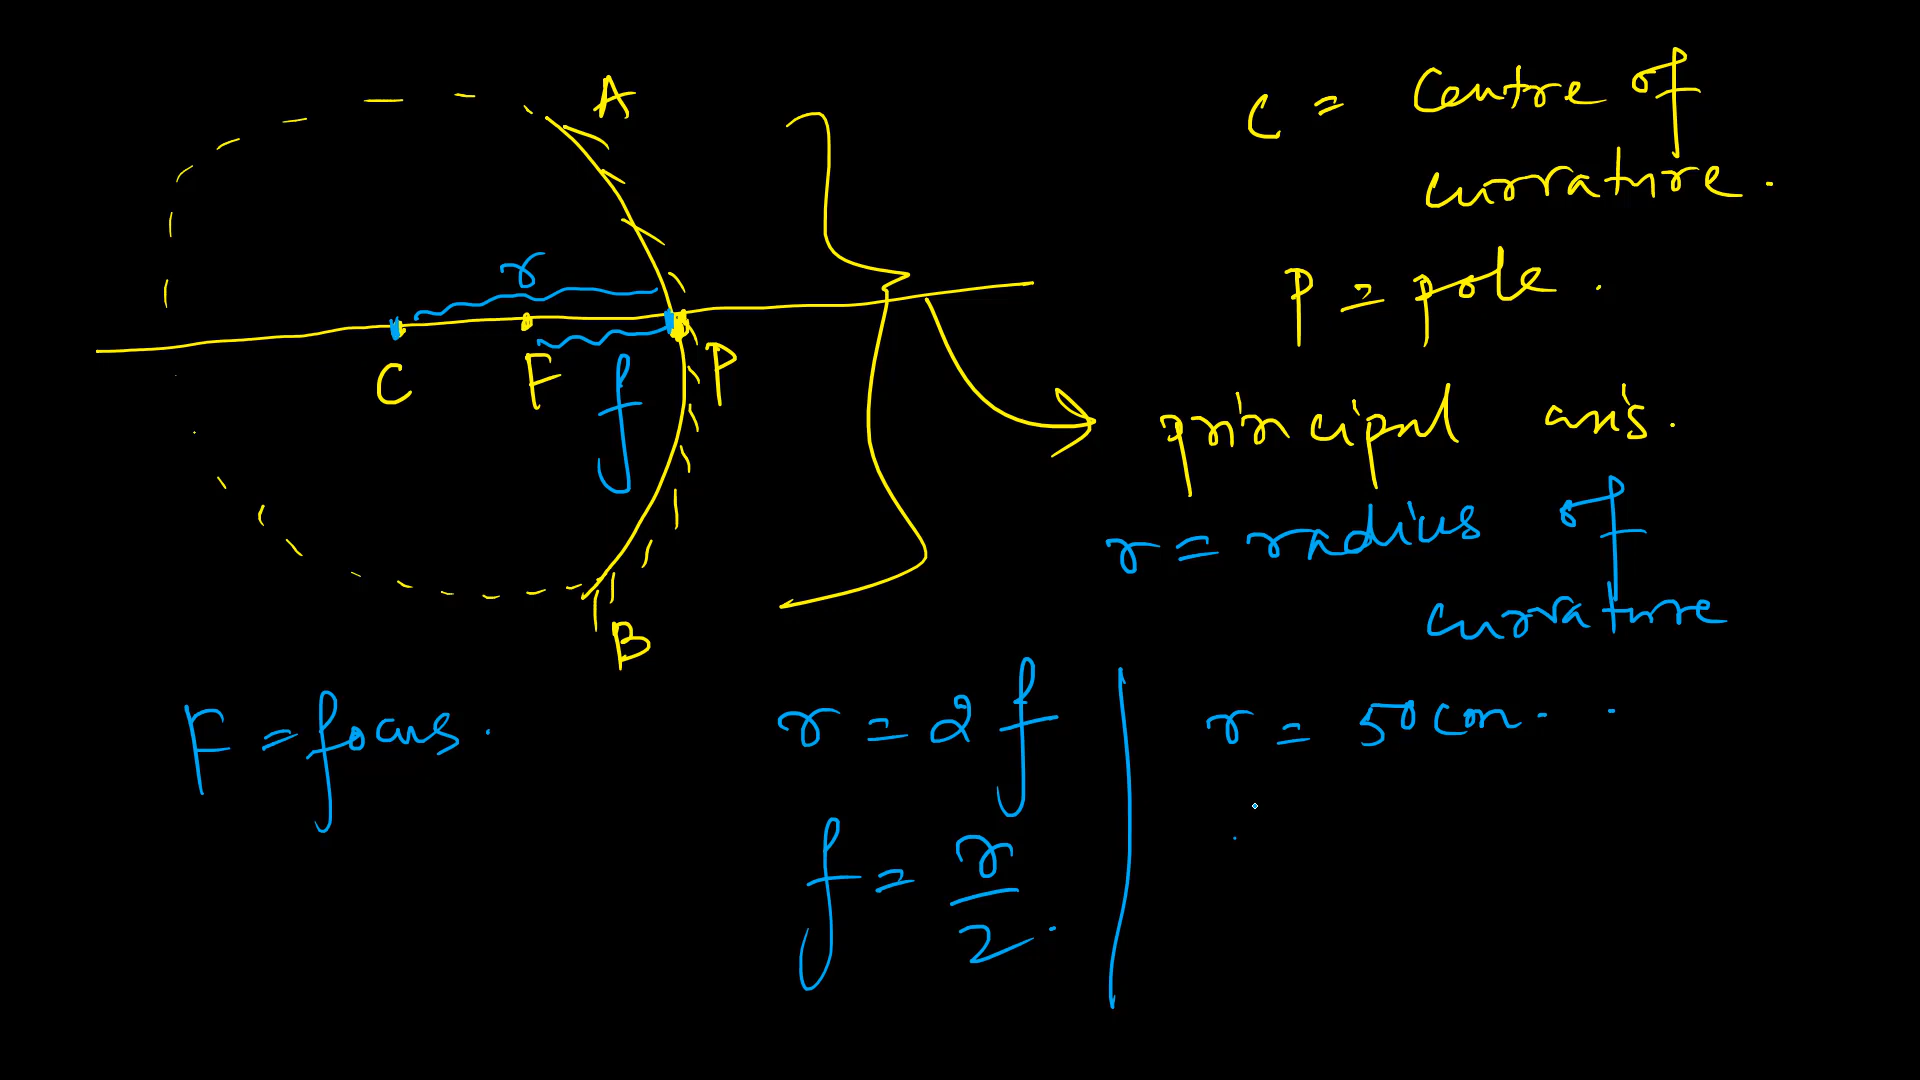 A
C = Centre of
curvature.
r
P = pole.
C
F
P
f
principal axis.
r = radius of
curvature
B
F = focus.
r = 2f
r = 50 cm.
f = r/2.